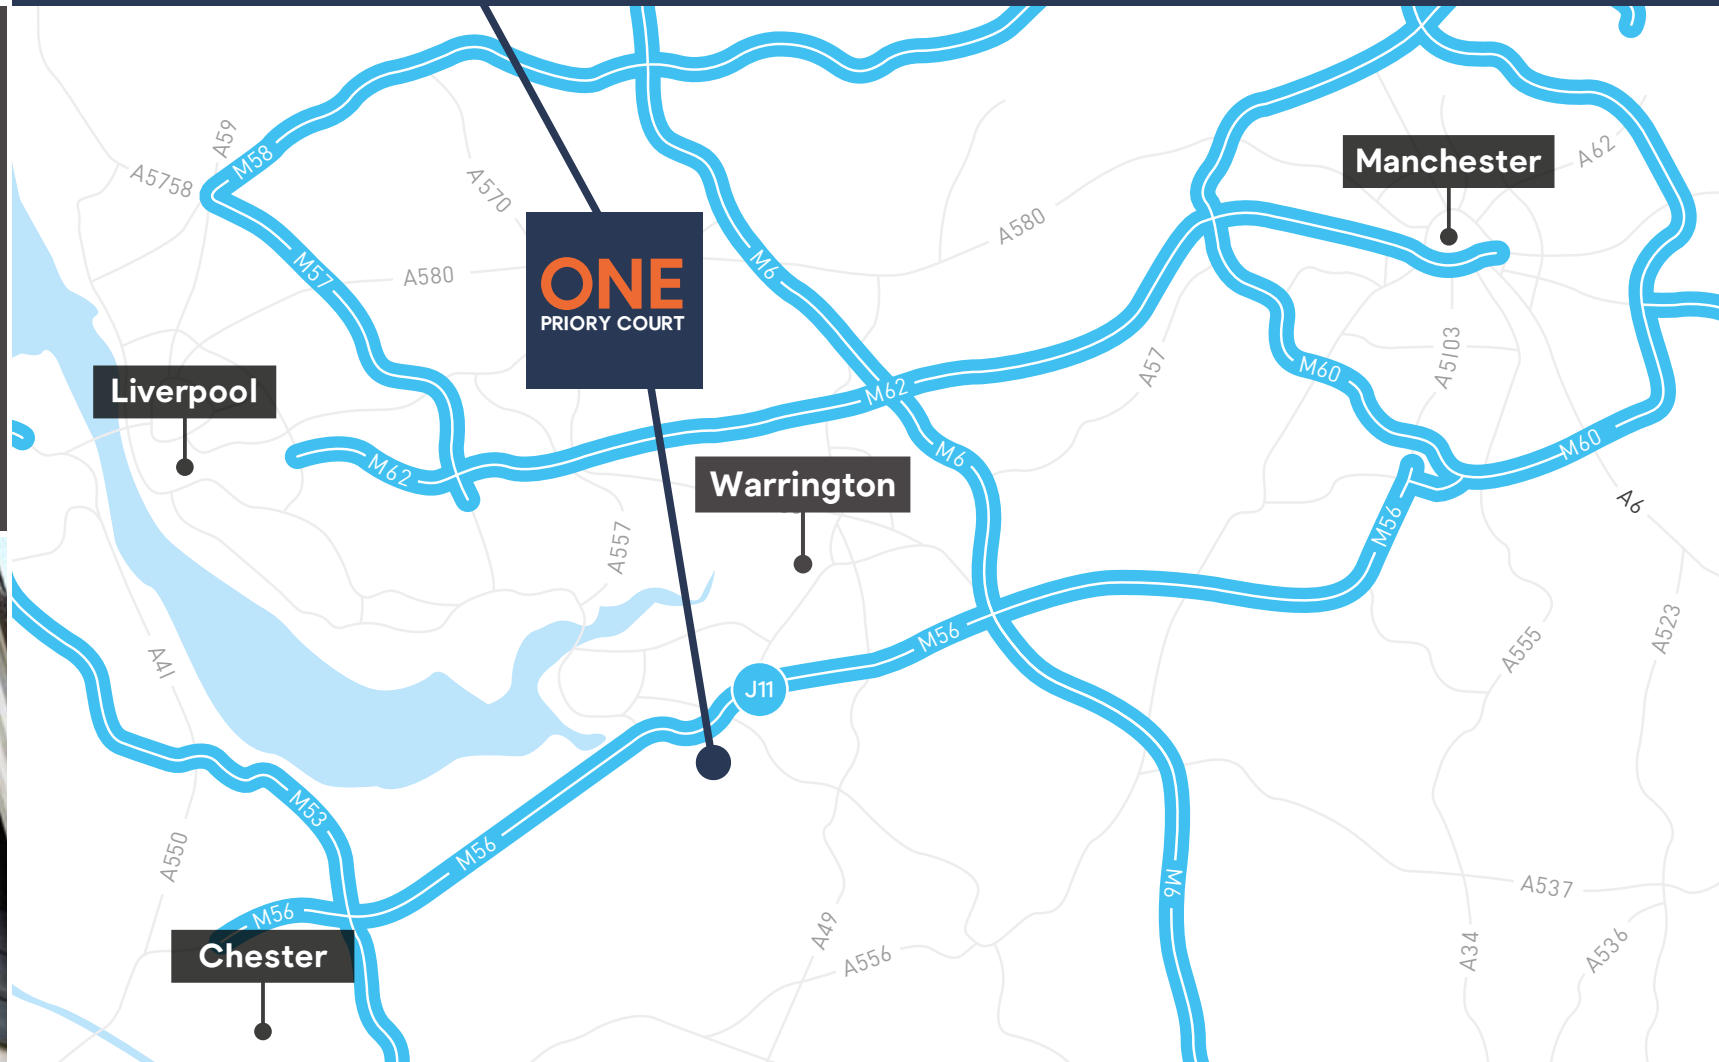 A59
M58
A5758
A570
M57
A580
A580
M6
ONE
PRIORY COURT
Manchester
A62
A57
A5103
M60
Liverpool
M62
M62
M6
M60
A6
Warrington
A557
M56
M56
J11
A555
A523
A41
M53
A550
M56
M56
M6
A537
A49
A556
A34
A536
Chester